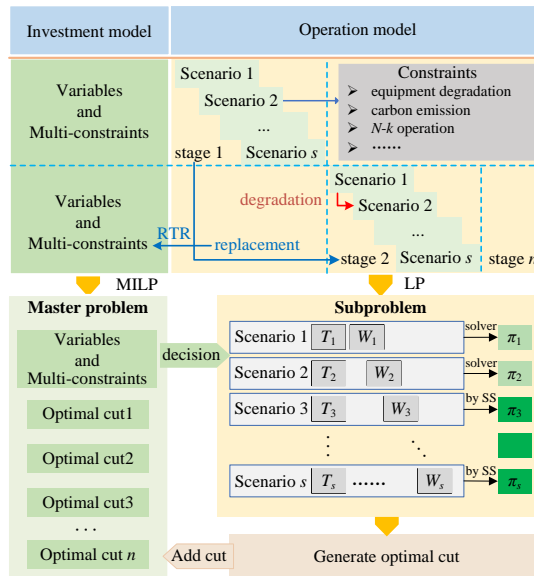 Investment model
Operation model
Variables
and
Multi-constraints
Scenario 1
Scenario 2
...
stage 1
Scenario s
Constraints
➢ equipment degradation
➢ carbon emission
➢ N-k operation
➢ ······
Variables
and
Multi-constraints
RTR
replacement
degradation
Scenario 1
Scenario 2
...
stage 2
Scenario s
stage n
MILP
LP
Master problem
Variables
and
Multi-constraints
Optimal cut1
Optimal cut2
Optimal cut3
...
Optimal cut n
decision
Subproblem
Scenario 1 T1 W1 solver π1
Scenario 2 T2 W2 solver π2
Scenario 3 T3 W3 by SS π3
⋮ ⋱
Scenario s Ts ······ Ws by SS πs
Add cut
Generate optimal cut